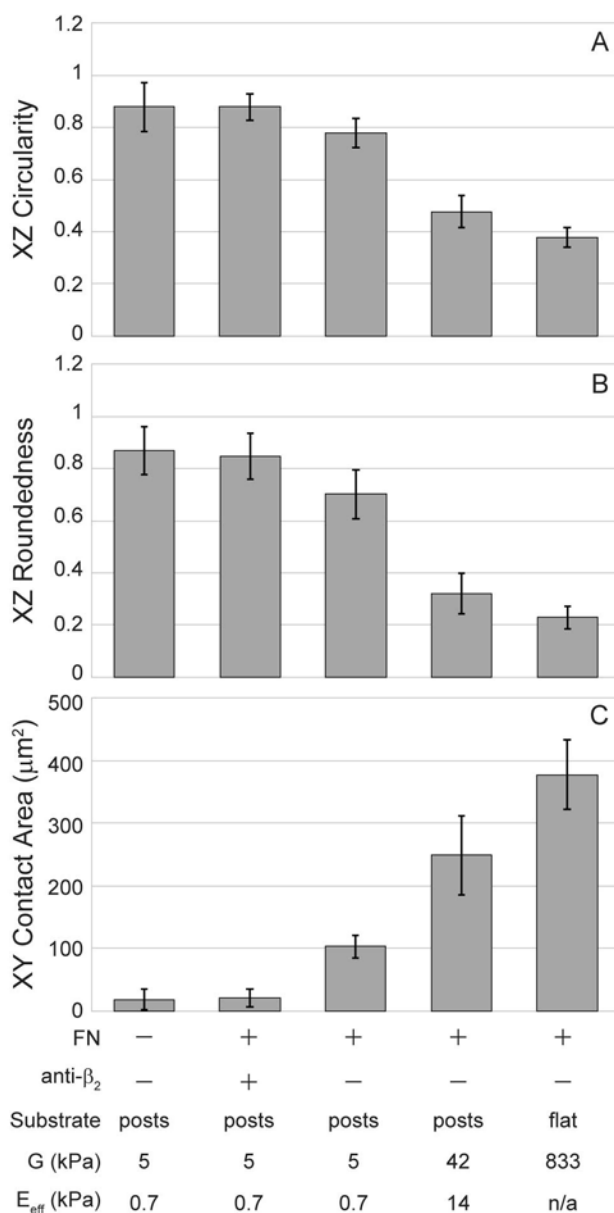 A
1.2
1
0.8
0.6
0.4
0.2
0
XZ Circularity
B
1.2
1
0.8
0.6
0.4
0.2
0
XZ Roundedness
C
500
400
300
200
100
0
XY Contact Area (μm²)
FN − + + + +
anti-β₂ − + − − −
Substrate posts posts posts posts flat
G (kPa) 5 5 5 42 833
E_eff (kPa) 0.7 0.7 0.7 14 n/a